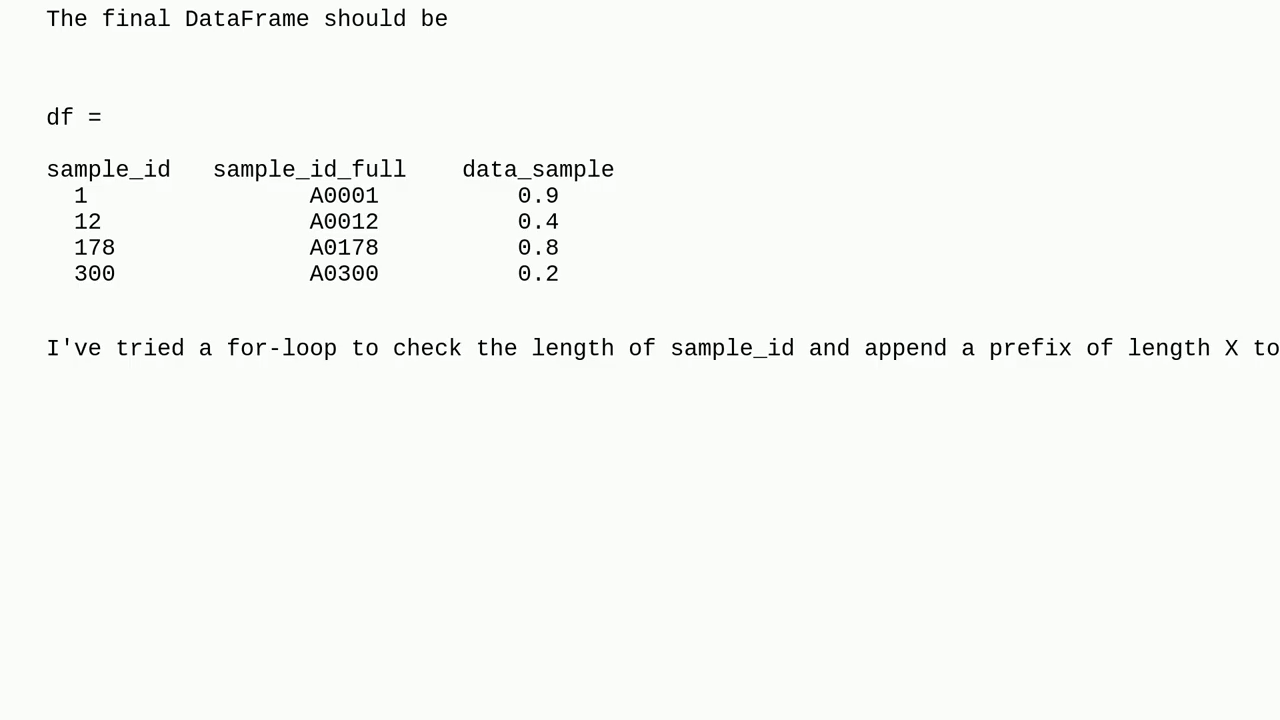 The final DataFrame should be
df =
sample_id   sample_id_full    data_sample
  1                A0001          0.9
  12               A0012          0.4
  178              A0178          0.8
  300              A0300          0.2
I've tried a for-loop to check the length of sample_id and append a prefix of length X to